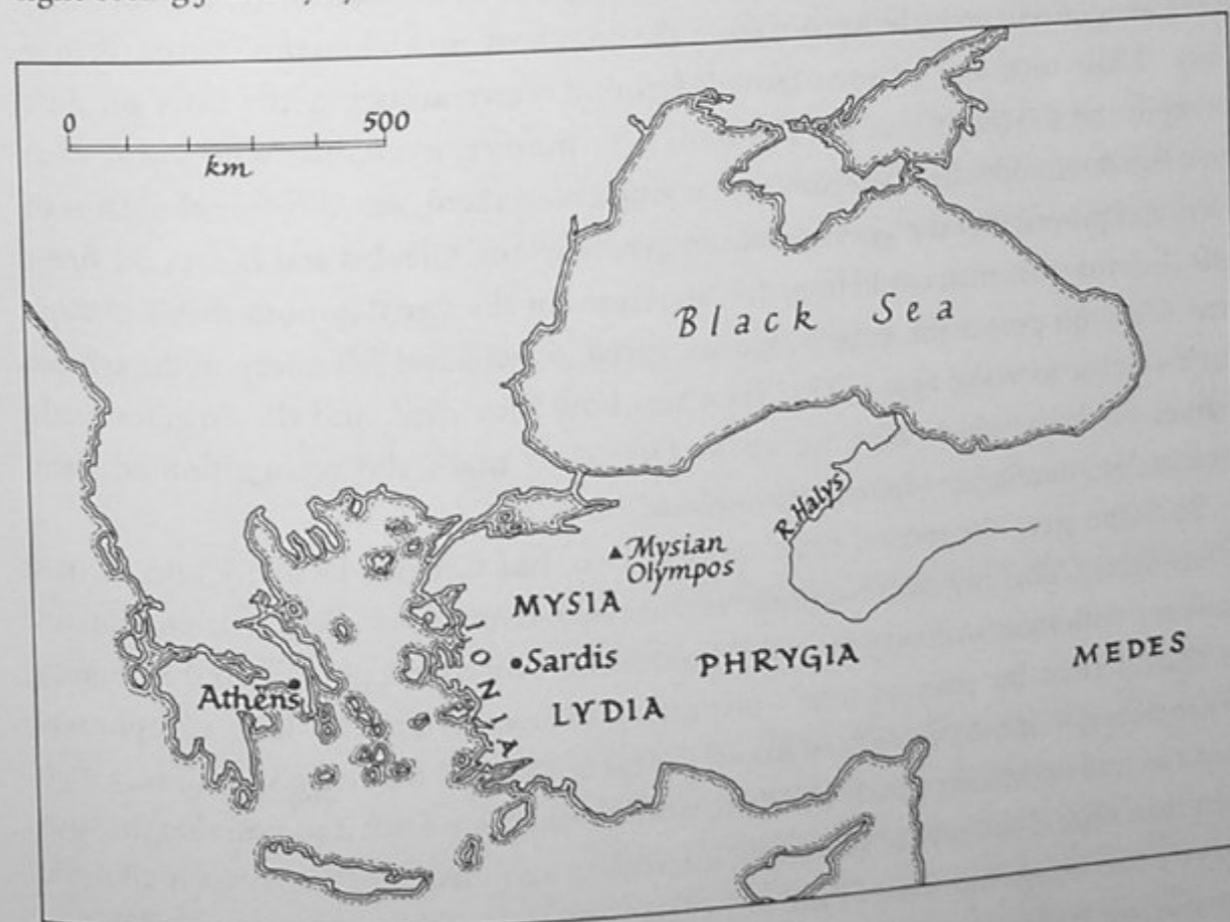 0 500
km
Black Sea
R. Halys
Mysian
Olympos
MYSIA
IONIA
Sardis
PHRYGIA
MEDES
Athens
LYDIA